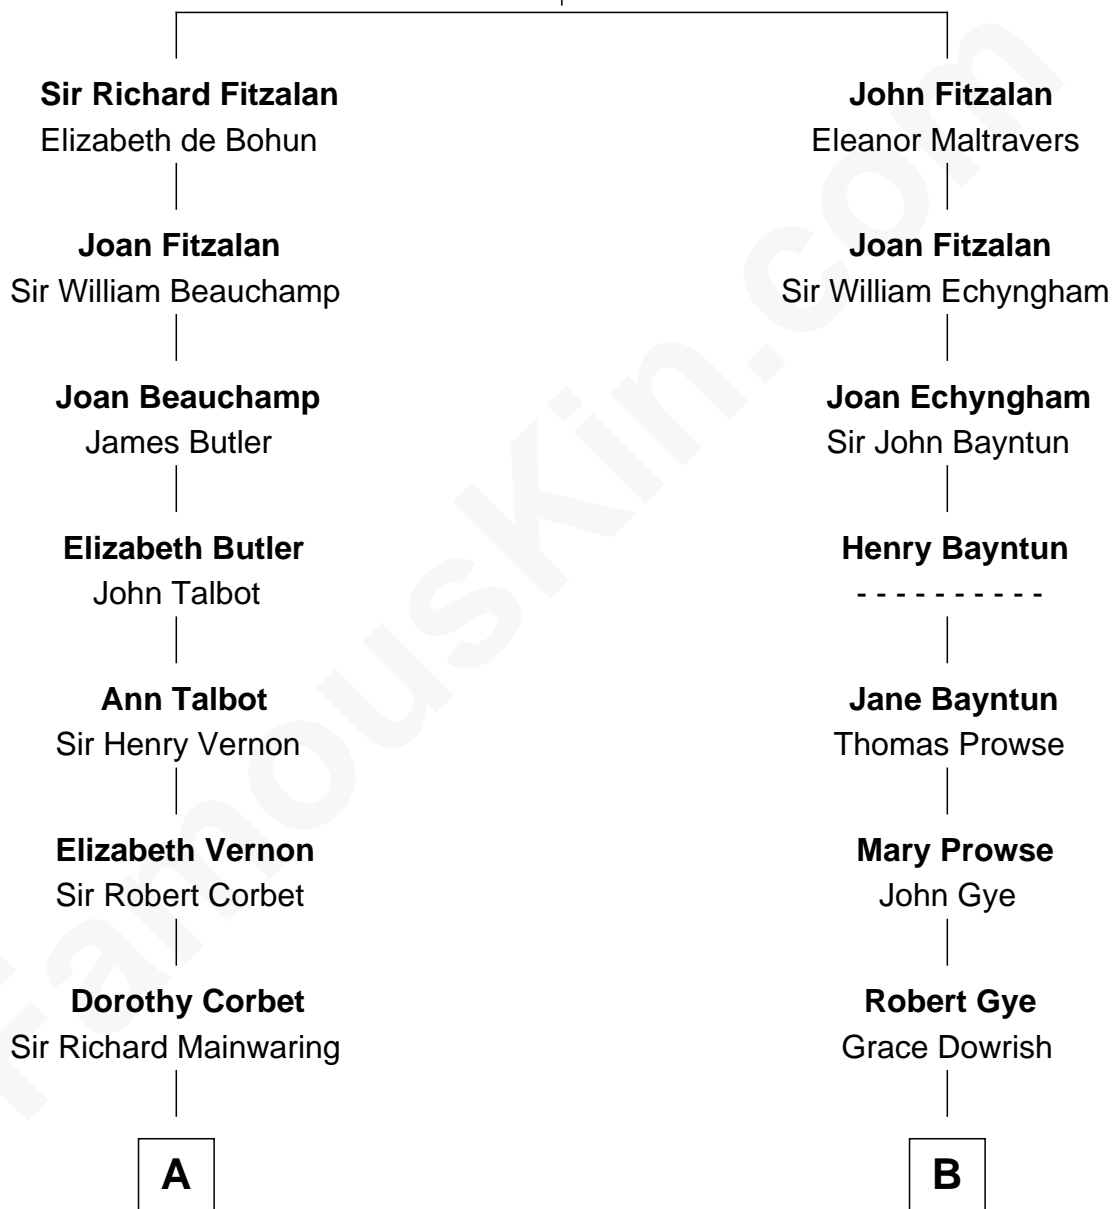 Sir Richard Fitzalan
Elizabeth de Bohun
John Fitzalan
Eleanor Maltravers
Joan Fitzalan
Sir William Beauchamp
Joan Fitzalan
Sir William Echyngham
Joan Beauchamp
James Butler
Joan Echyngham
Sir John Bayntun
Elizabeth Butler
John Talbot
Henry Bayntun
- - - - - - - - - -
Ann Talbot
Sir Henry Vernon
Jane Bayntun
Thomas Prowse
Elizabeth Vernon
Sir Robert Corbet
Mary Prowse
John Gye
Dorothy Corbet
Sir Richard Mainwaring
Robert Gye
Grace Dowrish
A
B
FamousKin.com